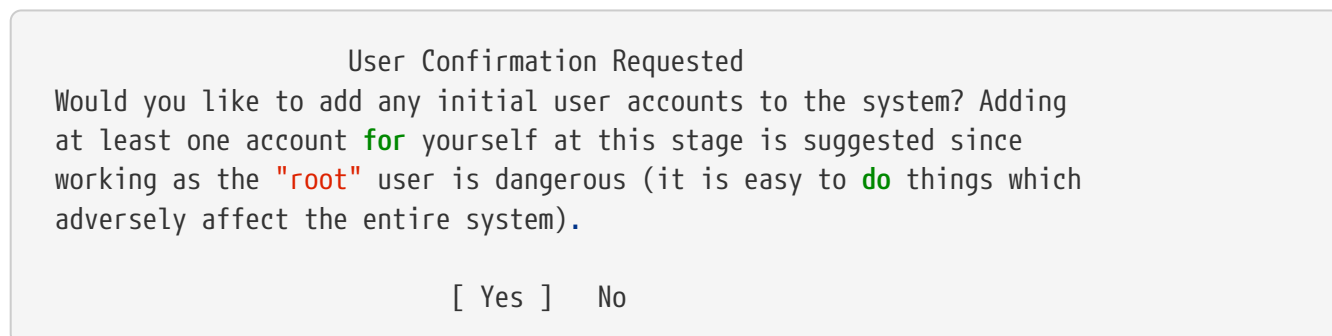 User Confirmation Requested
Would you like to add any initial user accounts to the system? Adding
at least one account for yourself at this stage is suggested since
working as the "root" user is dangerous (it is easy to do things which
adversely affect the entire system).
[ Yes ]   No